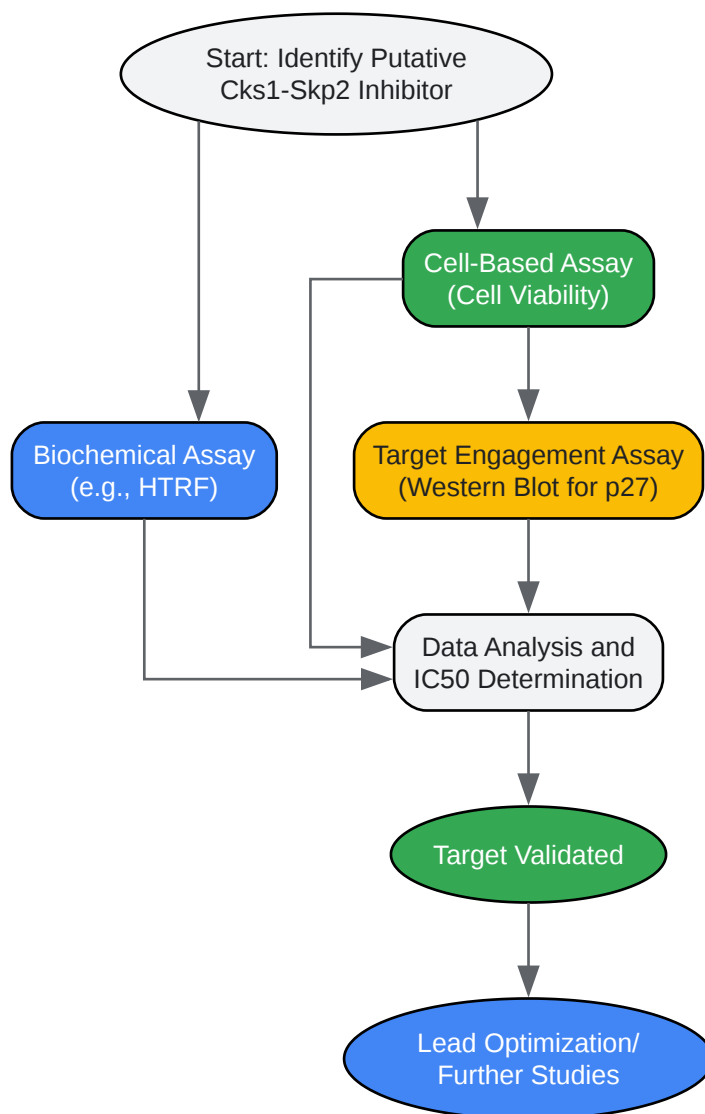 Start: Identify Putative
Cks1-Skp2 Inhibitor
Cell-Based Assay
(Cell Viability)
Biochemical Assay
(e.g., HTRF)
Target Engagement Assay
(Western Blot for p27)
Data Analysis and
IC50 Determination
Target Validated
Lead Optimization/
Further Studies